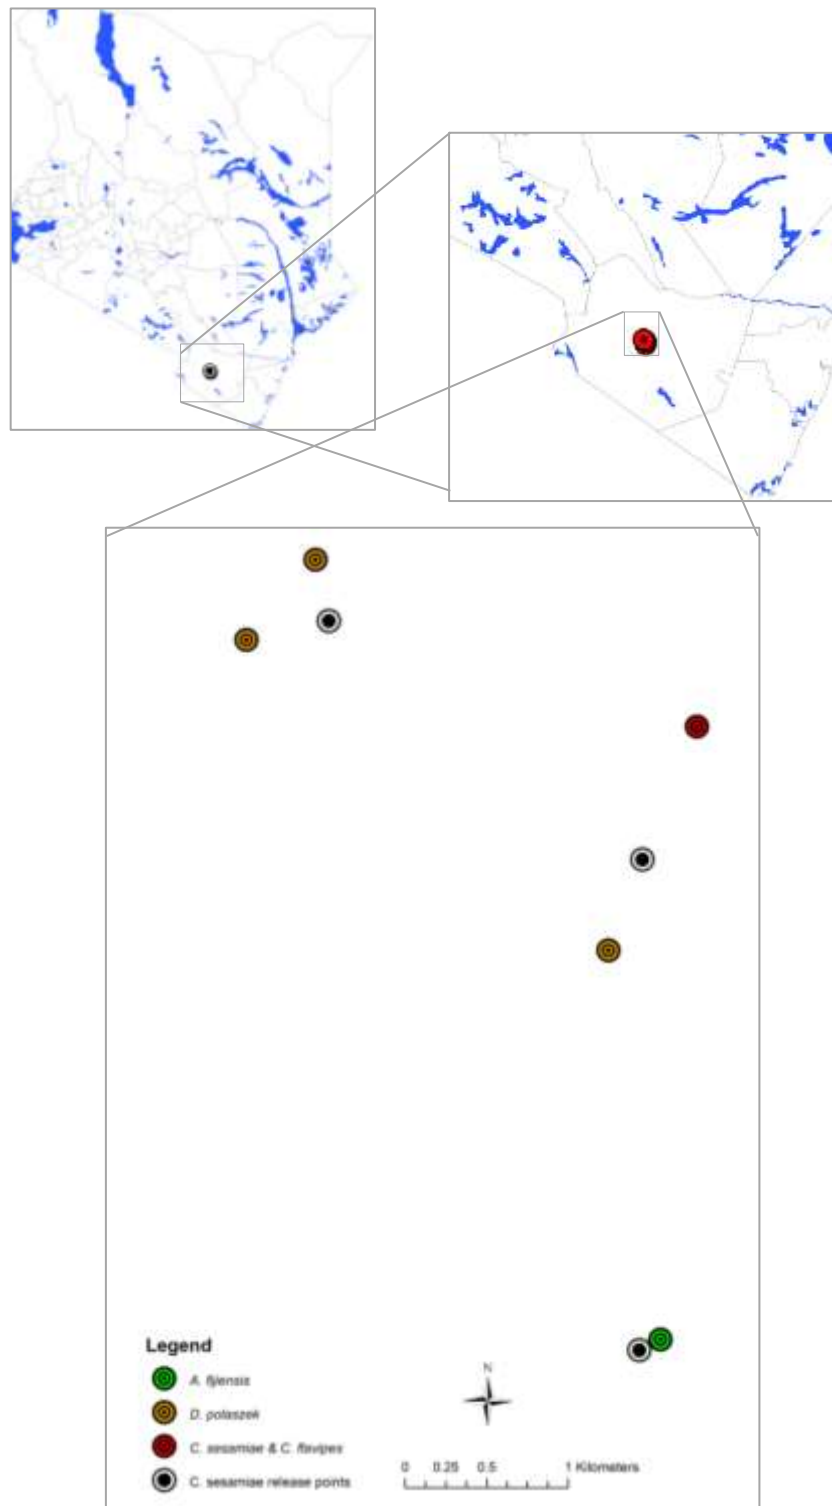 Legend
A. fijiensis
D. polaszek
C. sesamiae & C. flavipes
C. sesamiae release points
N
0 0.25 0.5 1 Kilometers